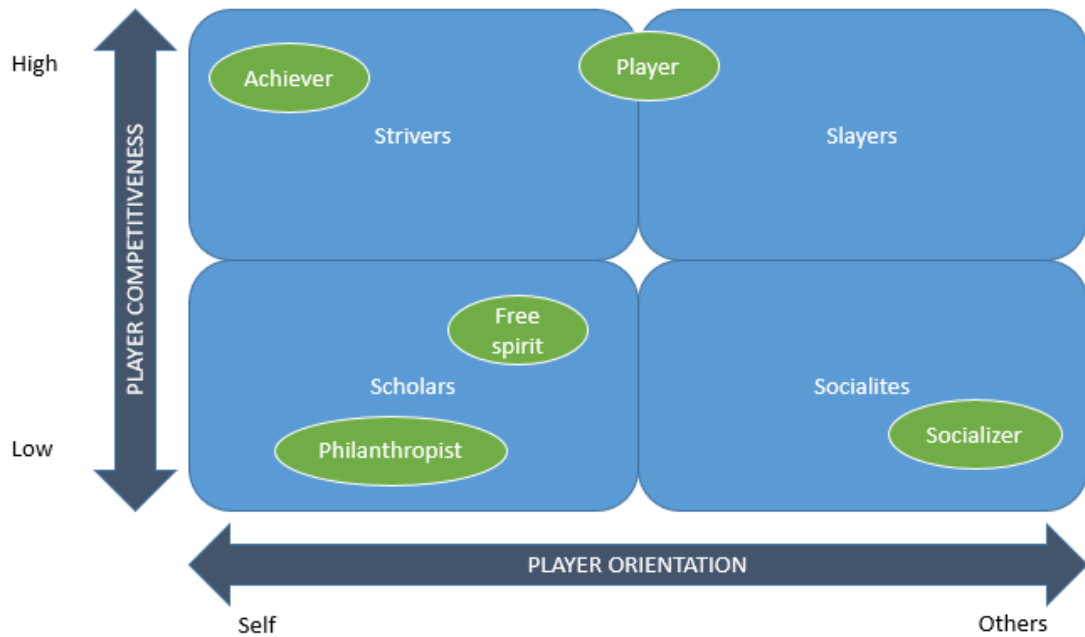 High
Achiever
Player
Strivers
Slayers
PLAYER COMPETITIVENESS
Free
spirit
Scholars
Socialites
Philanthropist
Socializer
Low
PLAYER ORIENTATION
Self
Others